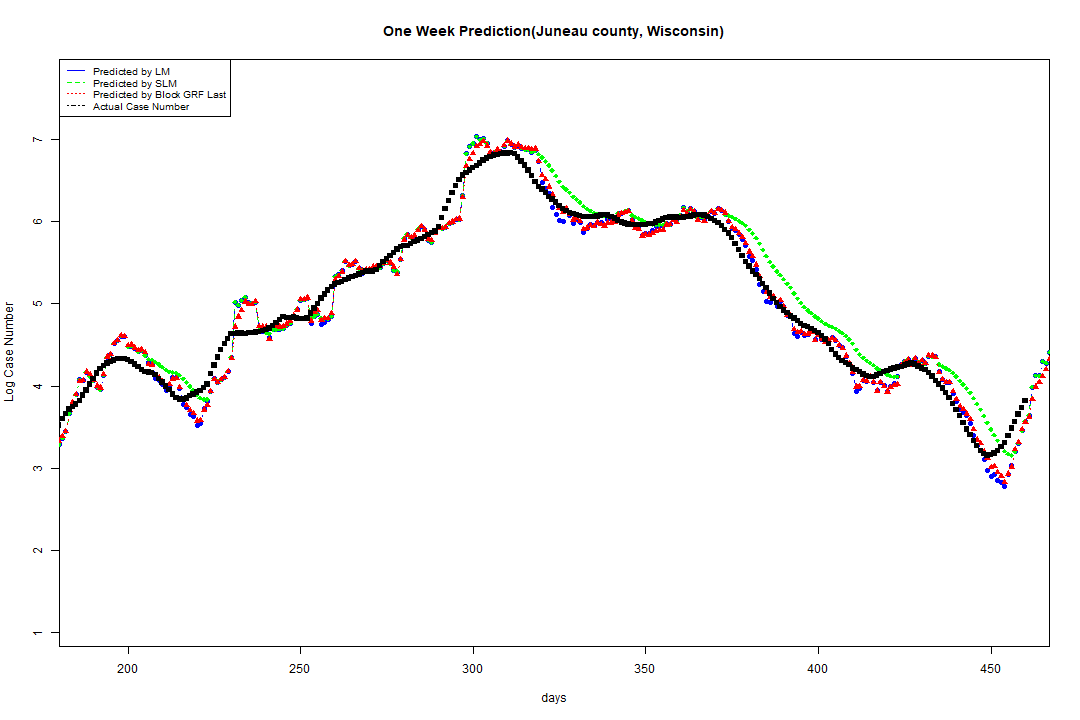 One Week Prediction(Juneau county, Wisconsin)
Predicted by LM
Predicted by SLM
Predicted by Block GRF Last
Actual Case Number
7
6
5
4
3
2
1
Log Case Number
200 250 300 350 400 450
days